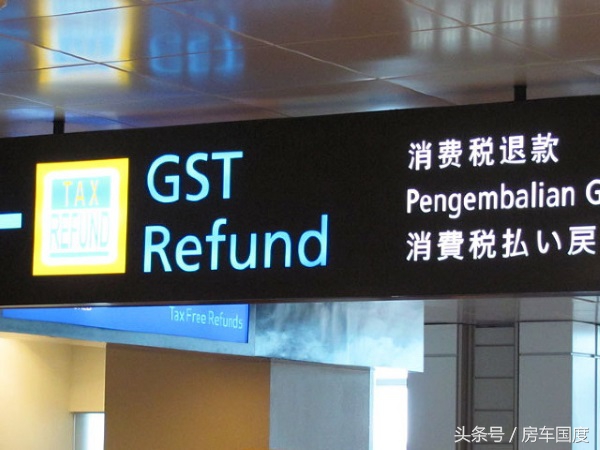 TAX
REFUND
GST
Refund
消费税退款
Pengembalian G
消費税払い戻
Tax Free Refunds
头条号 / 房车国度